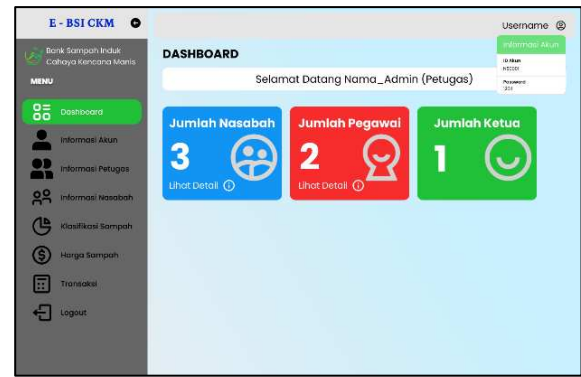 E - BSI CKM
Username
Bank Sampah Induk
Cahaya Kencana Manis
MENU
Dashboard
Informasi Akun
Informasi Petugas
Informasi Nasabah
Klasifikasi Sampah
Harga Sampah
Transaksi
Logout
DASHBOARD
Selamat Datang Nama_Admin (Petugas)
Informasi Akun
ID Akun
Password
Jumlah Nasabah
3
Lihat Detail
Jumlah Pegawai
2
Lihat Detail
Jumlah Ketua
1